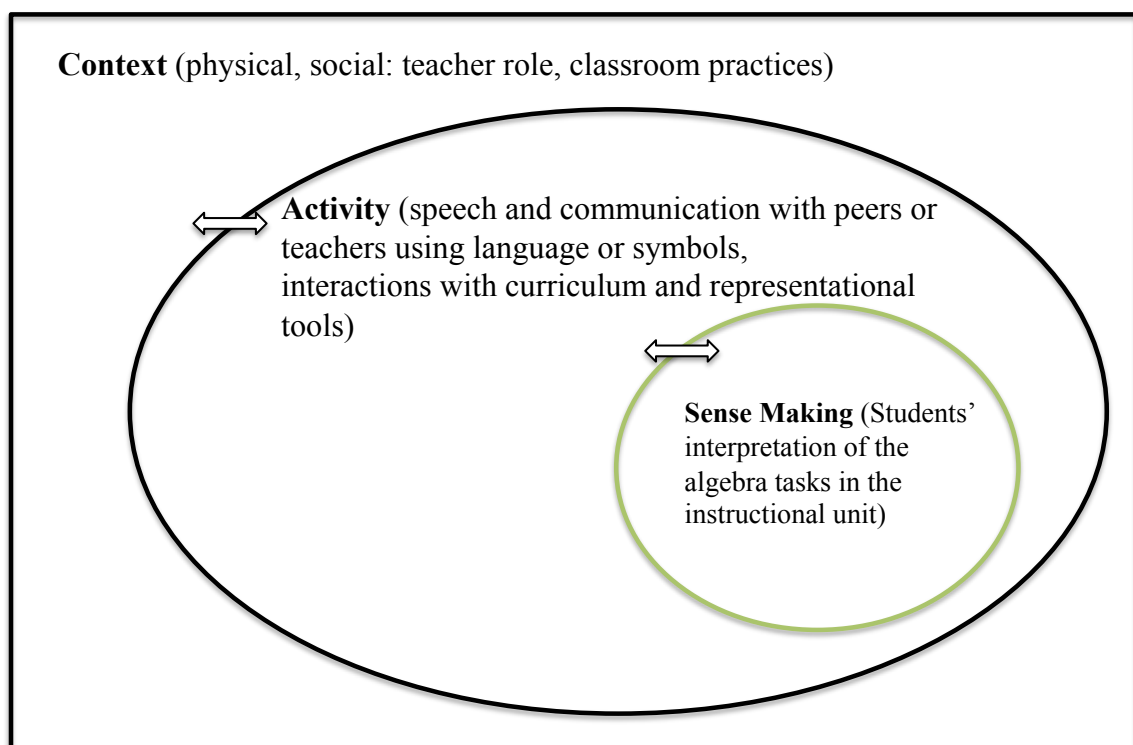 Context (physical, social: teacher role, classroom practices)
Activity (speech and communication with peers or
teachers using language or symbols,
interactions with curriculum and representational
tools)
Sense Making (Students’
interpretation of the
algebra tasks in the
instructional unit)